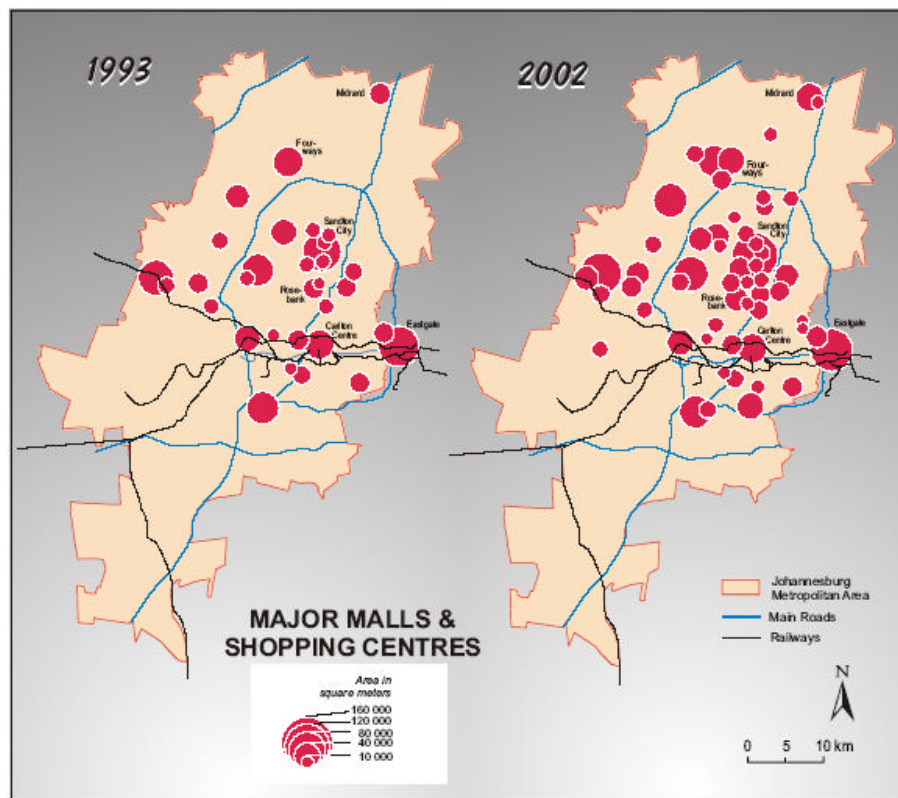 1993
Midrand
Four-
ways
Sandton
City
Rose-
bank
Carlton
Centre
Eastgate
2002
Midrand
Four-
ways
Sandton
City
Rose-
bank
Carlton
Centre
Eastgate
MAJOR MALLS &
SHOPPING CENTRES
Area in
square meters
160 000
120 000
80 000
40 000
10 000
Johannesburg
Metropolitan Area
Main Roads
Railways
N
0 5 10 km